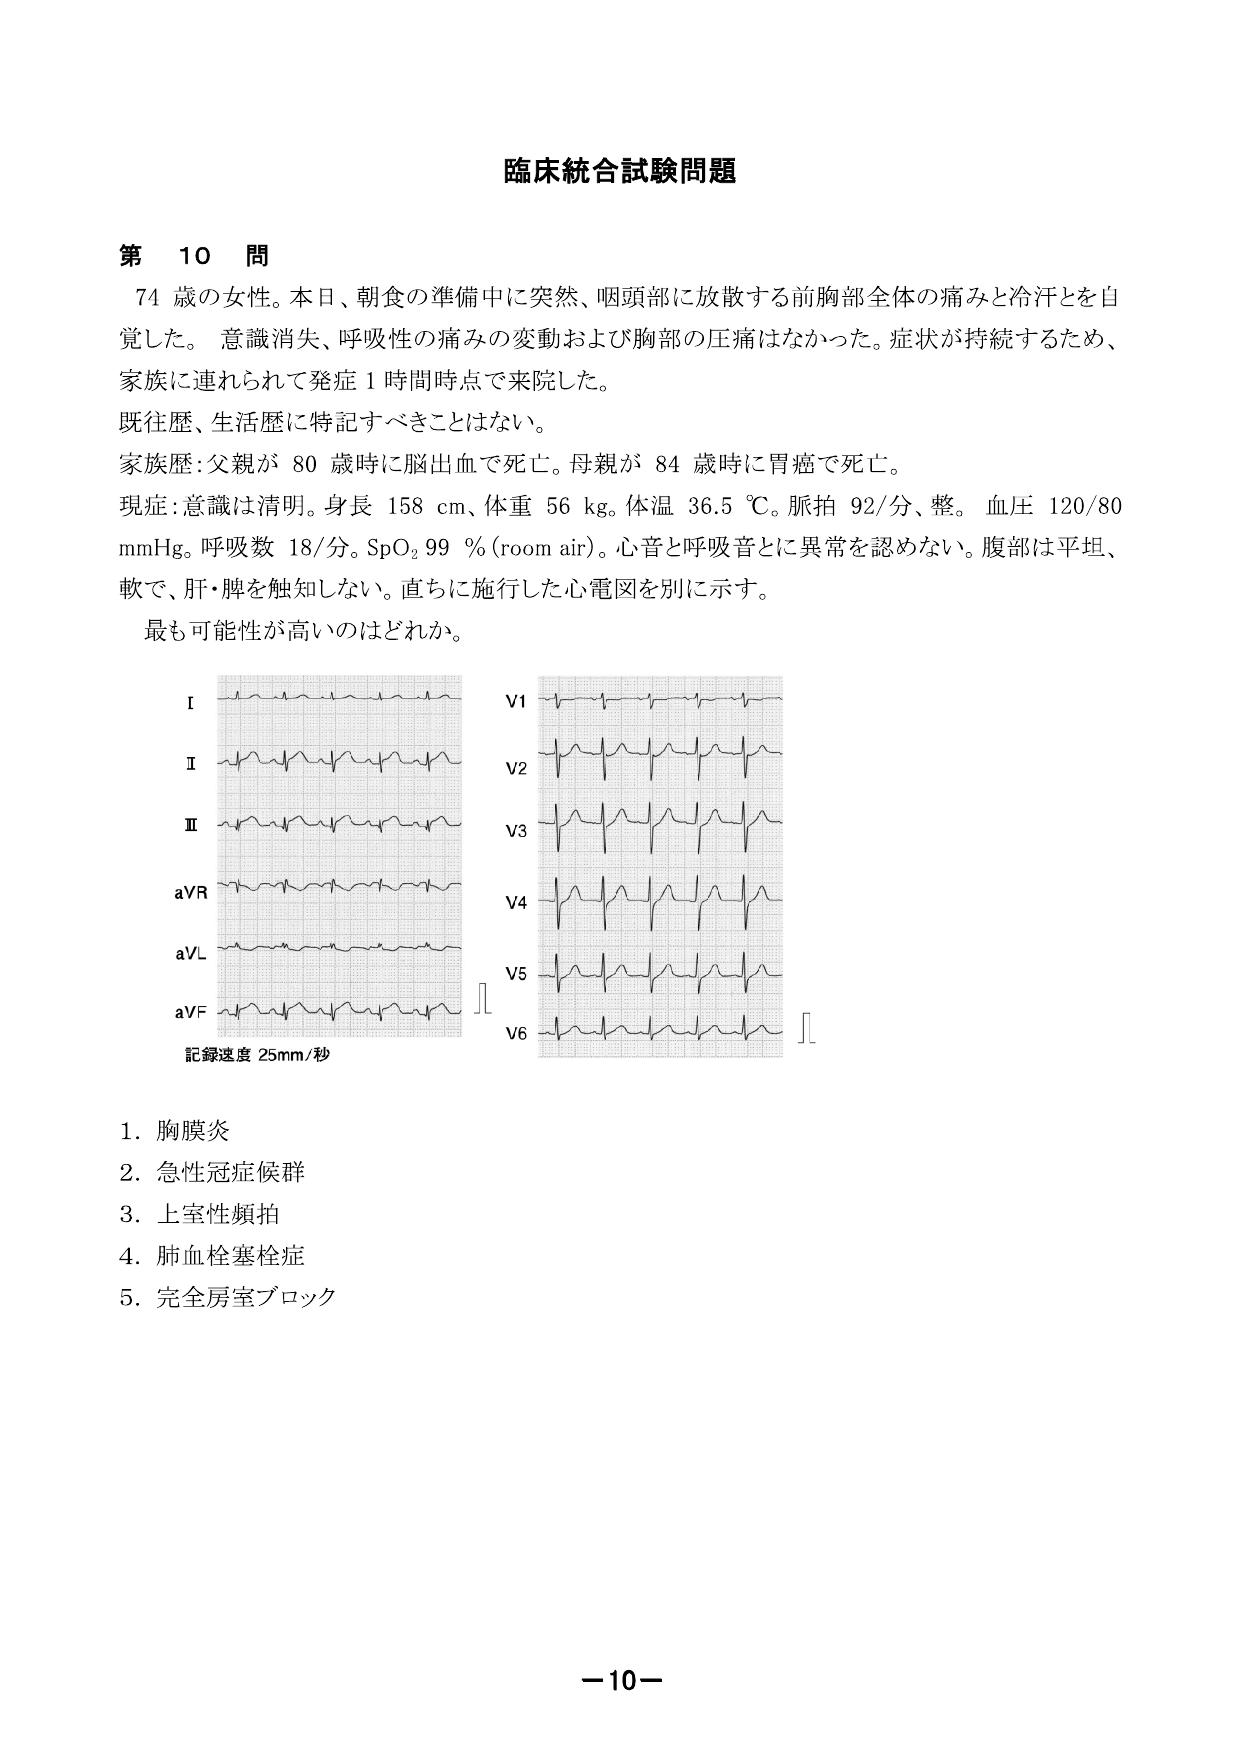 臨床統合試験問題
第 10 問
74 歳の女性。本日、朝食の準備中に突然、咽頭部に放散する前胸部全体の痛みと冷汗とを自
覚した。 意識消失、呼吸性の痛みの変動および胸部の圧痛はなかった。症状が持続するため、
家族に連れられて発症 1 時間時点で来院した。
既往歴、生活歴に特記すべきことはない。
家族歴:父親が 80 歳時に脳出血で死亡。母親が 84 歳時に胃癌で死亡。
現症:意識は清明。身長 158 cm、体重 56 kg。体温 36.5 ℃。脈拍 92/分、整。 血圧 120/80
mmHg。呼吸数 18/分。SpO₂ 99 %(room air)。心音と呼吸音とに異常を認めない。腹部は平坦、
軟で、肝・脾を触知しない。直ちに施行した心電図を別に示す。
最も可能性が高いのはどれか。
I
II
III
aVR
aVL
aVF
記録速度 25mm/秒
V1
V2
V3
V4
V5
V6
1. 胸膜炎
2. 急性冠症候群
3. 上室性頻拍
4. 肺血栓塞栓症
5. 完全房室ブロック
ー10ー